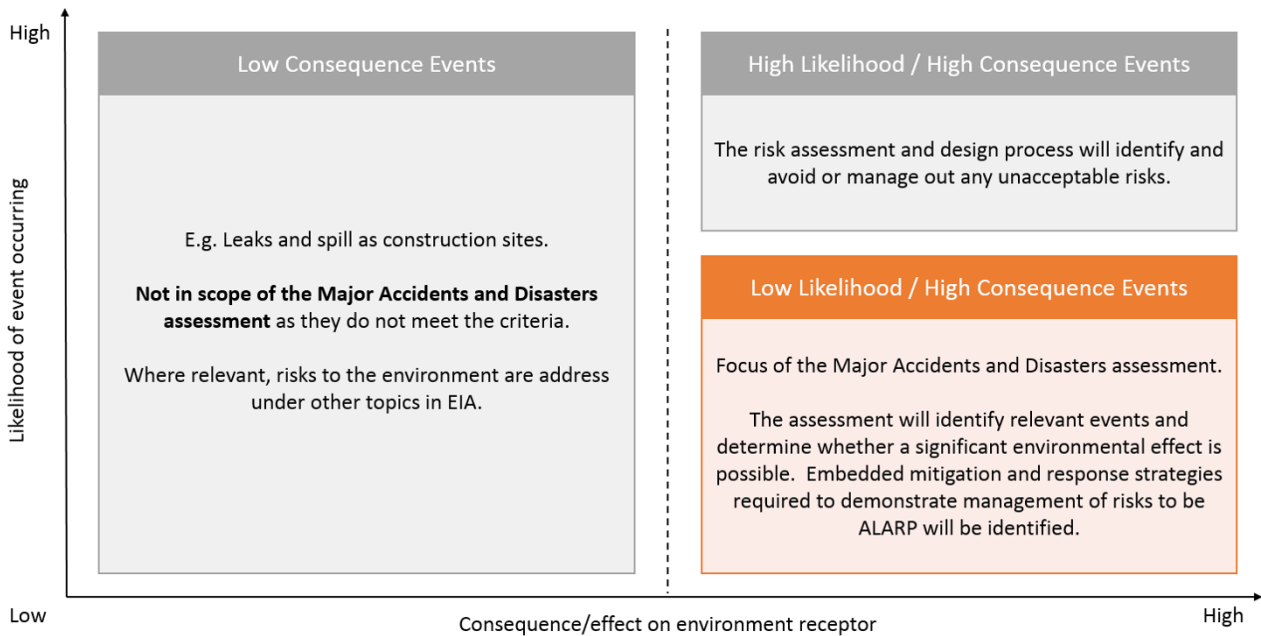 High
Likelihood of event occurring
Low
Low Consequence Events
E.g. Leaks and spill as construction sites.
Not in scope of the Major Accidents and Disasters
assessment as they do not meet the criteria.
Where relevant, risks to the environment are address
under other topics in EIA.
High Likelihood / High Consequence Events
The risk assessment and design process will identify and
avoid or manage out any unacceptable risks.
Low Likelihood / High Consequence Events
Focus of the Major Accidents and Disasters assessment.
The assessment will identify relevant events and
determine whether a significant environmental effect is
possible.  Embedded mitigation and response strategies
required to demonstrate management of risks to be
ALARP will be identified.
Consequence/effect on environment receptor
High